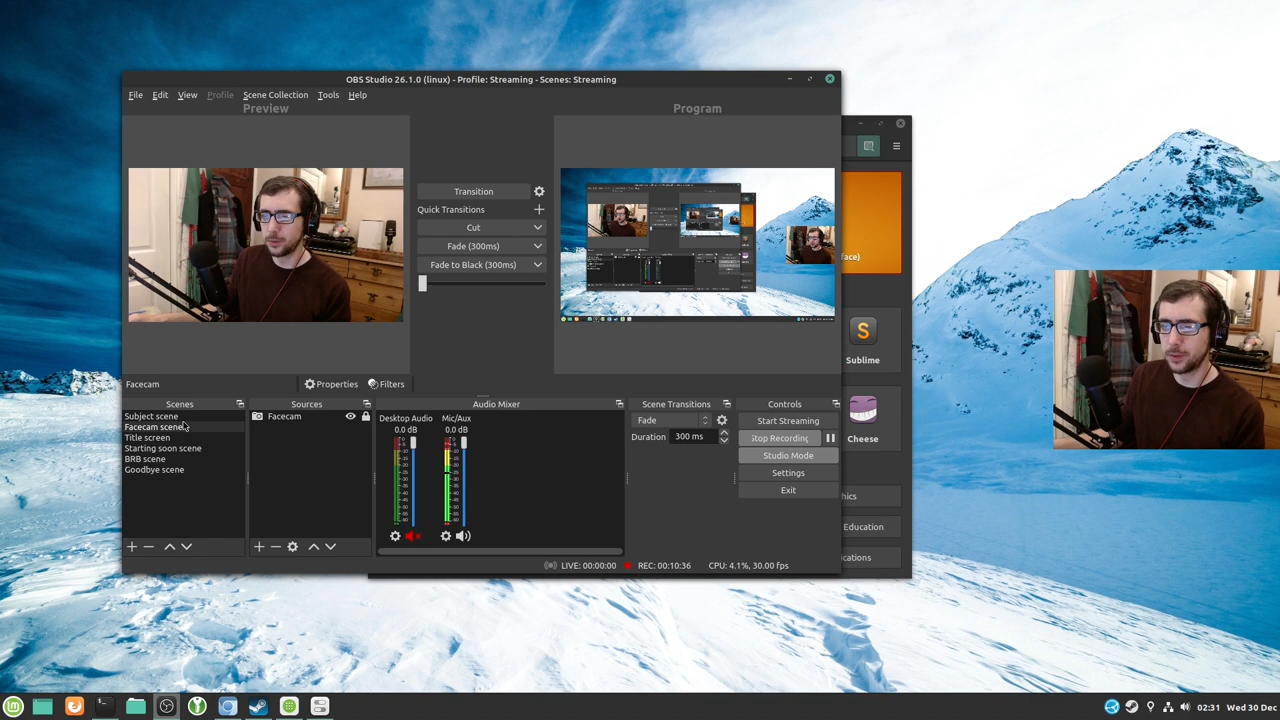 OBS Studio 26.1.0 (linux) - Profile: Streaming - Scenes: Streaming
File Edit View Profile Scene Collection Tools Help
Preview
Program
Transition
Quick Transitions
Cut
Fade (300ms)
Fade to Black (300ms)
face)
Sublime
Cheese
hics
Education
cations
Facecam
Properties
Filters
Scenes
Sources
Audio Mixer
Scene Transitions
Controls
Subject scene
Facecam scene
Title screen
Starting soon scene
BRB scene
Goodbye scene
Facecam
Desktop Audio
0.0 dB
Mic/Aux
0.0 dB
Fade
Duration 300 ms
Start Streaming
Stop Recording
Studio Mode
Settings
Exit
LIVE: 00:00:00
REC: 00:10:36
CPU: 4.1%, 30.00 fps
02:31 Wed 30 Dec